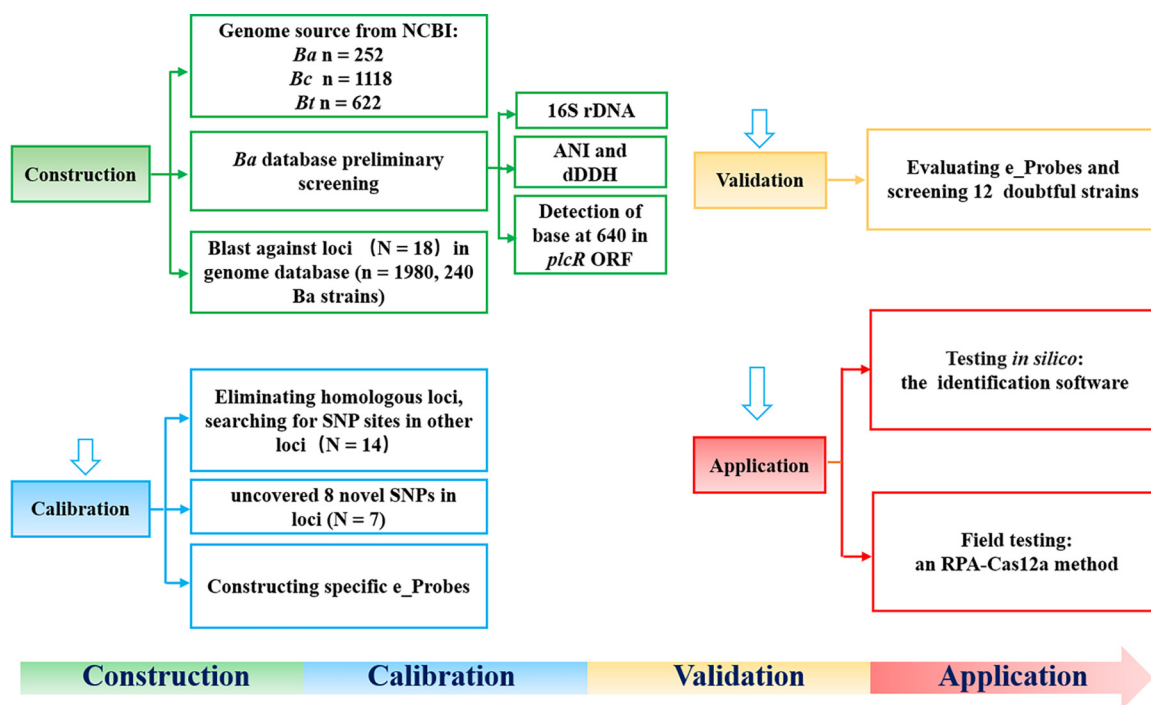 Construction
Genome source from NCBI:
Ba n = 252
Bc n = 1118
Bt n = 622
Ba database preliminary
screening
Blast against loci （N = 18）in
genome database (n = 1980, 240
Ba strains)
16S rDNA
ANI and
dDDH
Detection of
base at 640 in
plcR ORF
Calibration
Eliminating homologous loci,
searching for SNP sites in other
loci （N = 14）
uncovered 8 novel SNPs in
loci (N = 7)
Constructing specific e_Probes
Validation
Evaluating e_Probes and
screening 12 doubtful strains
Application
Testing in silico:
the identification software
Field testing:
an RPA-Cas12a method
Construction Calibration Validation Application